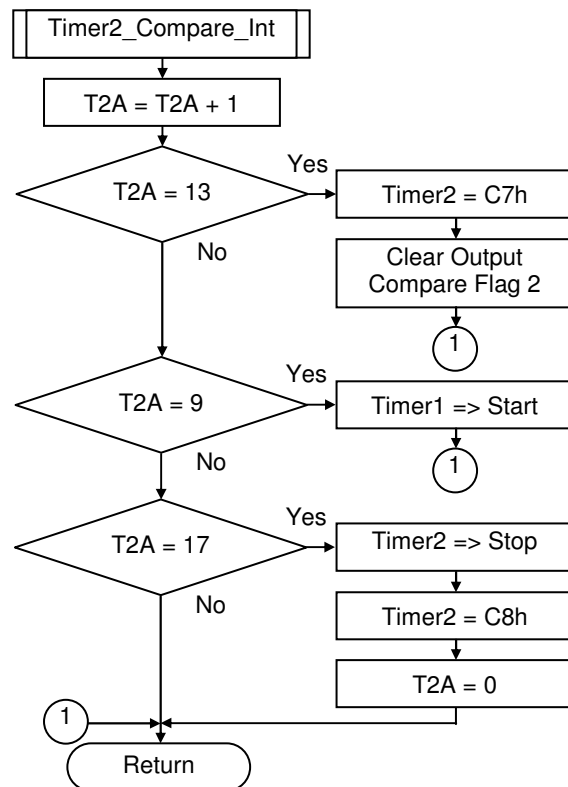 Timer2_Compare_Int
T2A = T2A + 1
T2A = 13
Yes
Timer2 = C7h
No
Clear Output
Compare Flag 2
1
T2A = 9
Yes
Timer1 => Start
No
1
T2A = 17
Yes
Timer2 => Stop
No
Timer2 = C8h
T2A = 0
1
Return